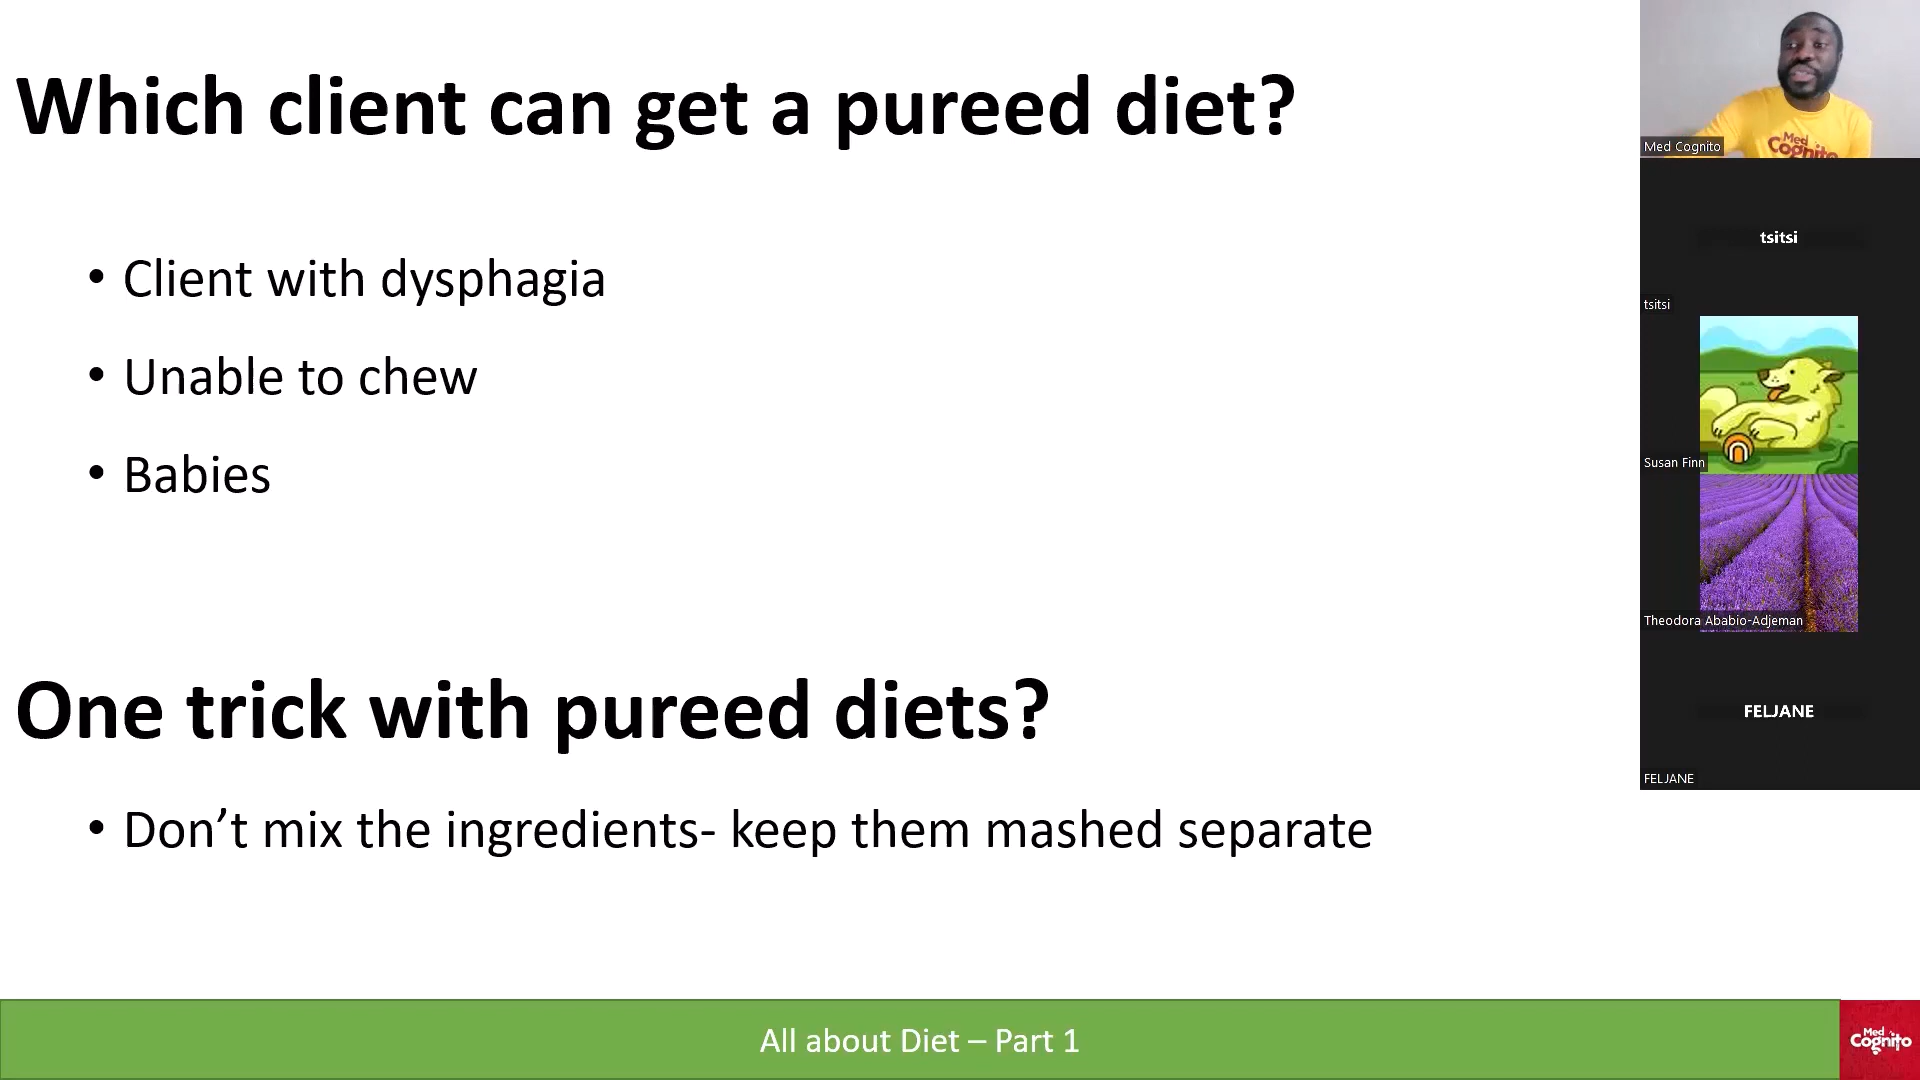 Which client can get a pureed diet?
• Client with dysphagia
• Unable to chew
• Babies
One trick with pureed diets?
• Don’t mix the ingredients- keep them mashed separate
All about Diet – Part 1
Med
Cognito
Med
Cognito
Med Cognito
tsitsi
tsitsi
Susan Finn
Theodora Ababio-Adjeman
FELJANE
FELJANE